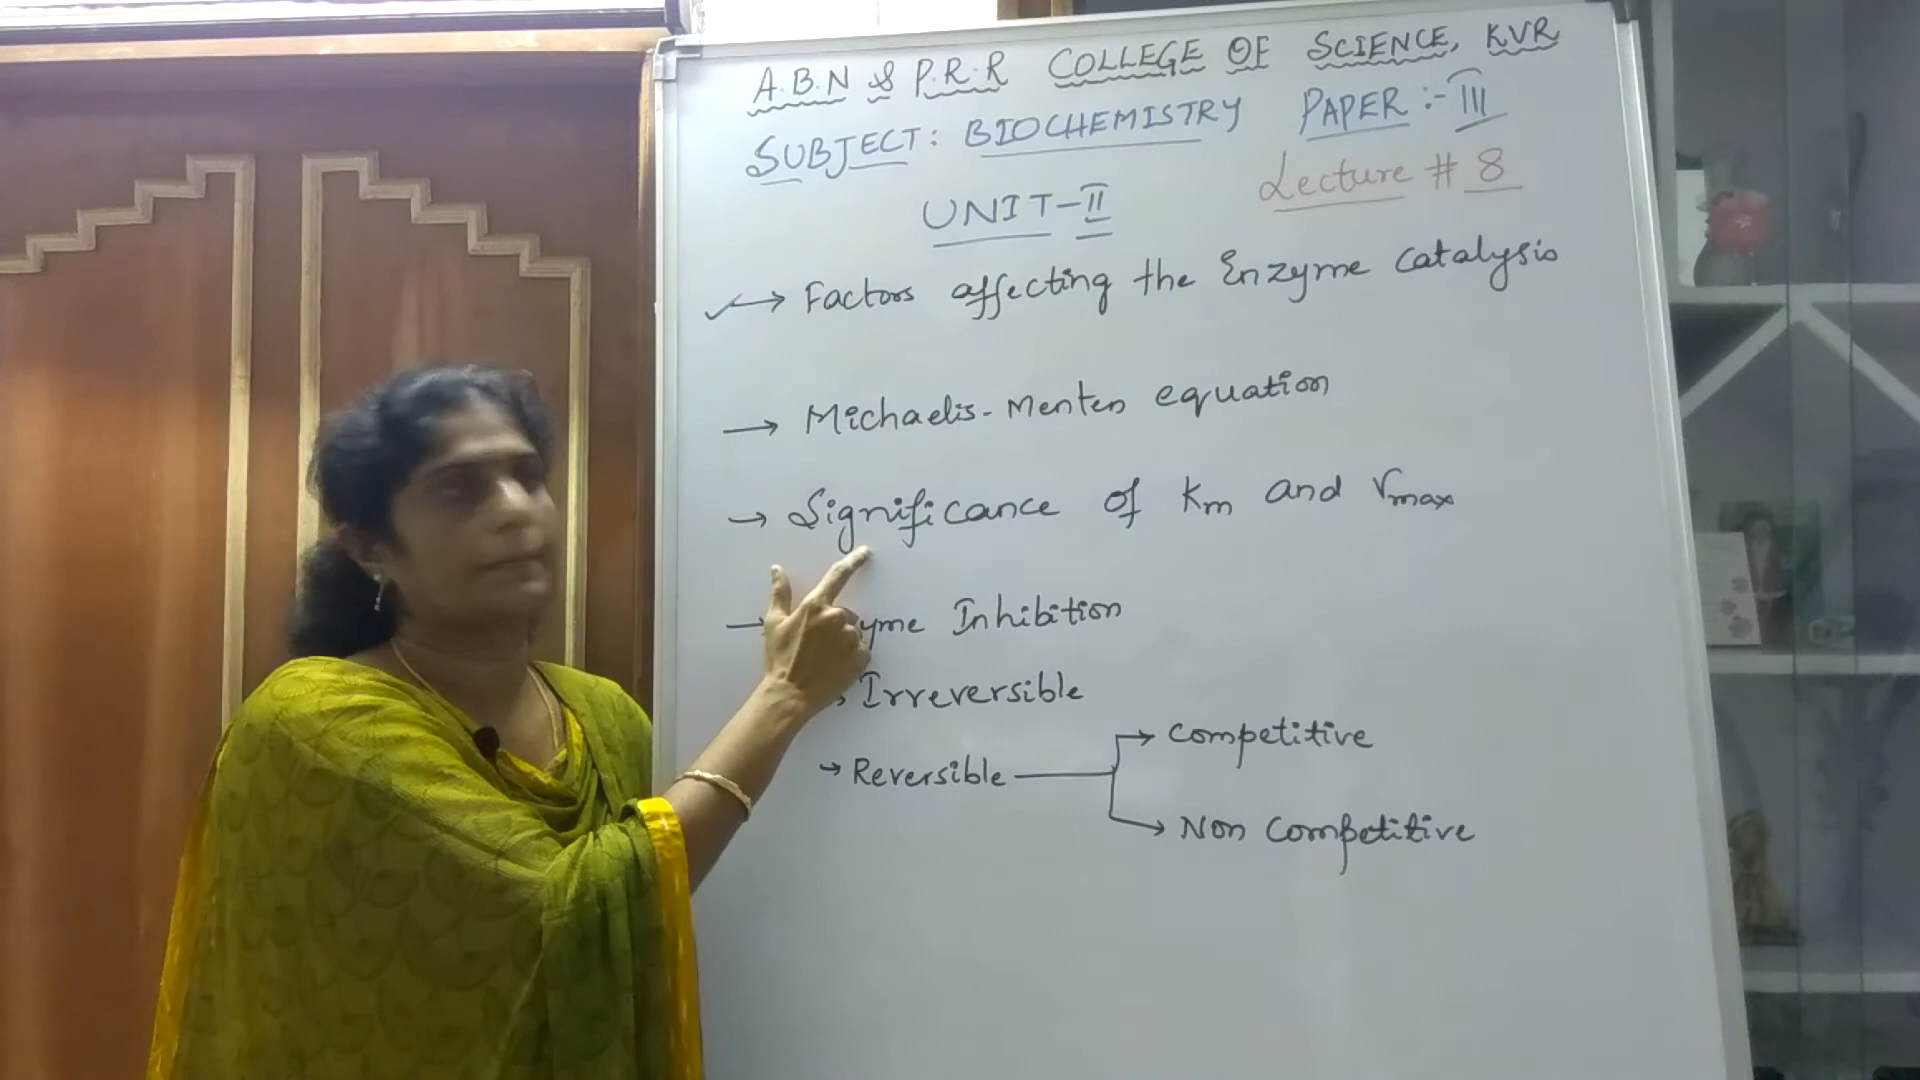 A.B.N & P.R.R COLLEGE OF SCIENCE, KVR
SUBJECT: BIOCHEMISTRY PAPER:- III
UNIT-II Lecture # 8
→ Factors affecting the Enzyme catalysis
→ Michaelis-Menten equation
→ Significance of Km and Vmax
→ yme Inhibition
→ Irreversible
→ Reversible → Competitive
→ Non Competitive